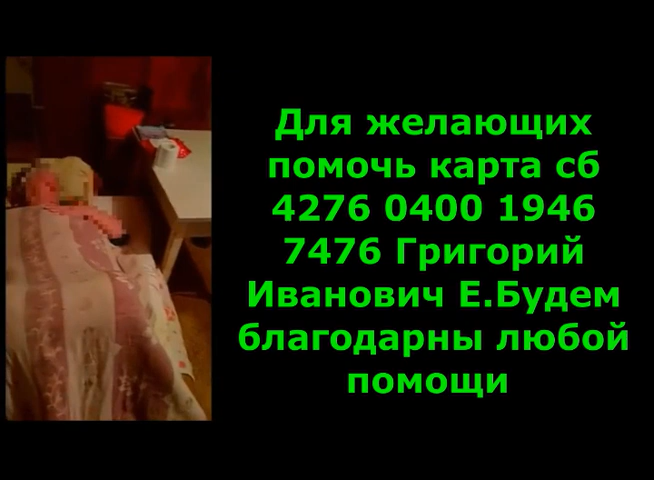 Для желающих
помочь карта сб
4276 0400 1946
7476 Григорий
Иванович Е.Будем
благодарны любой
помощи